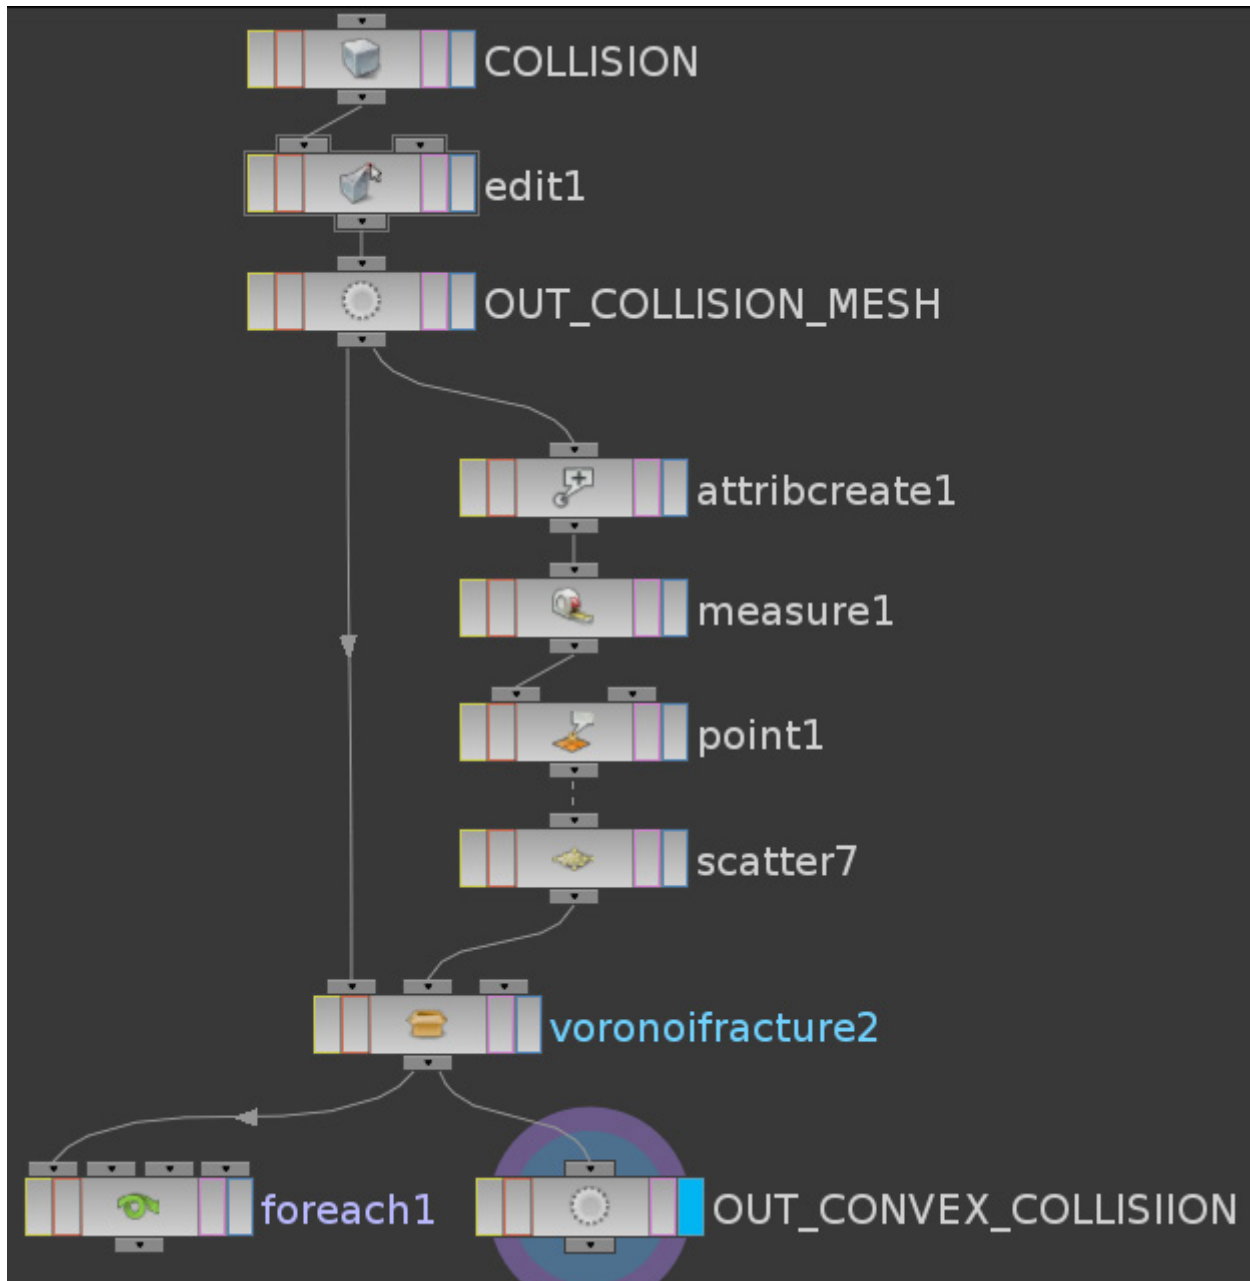 COLLISION
edit1
OUT_COLLISION_MESH
attribcreate1
measure1
point1
scatter7
voronoifracture2
foreach1
OUT_CONVEX_COLLISIION